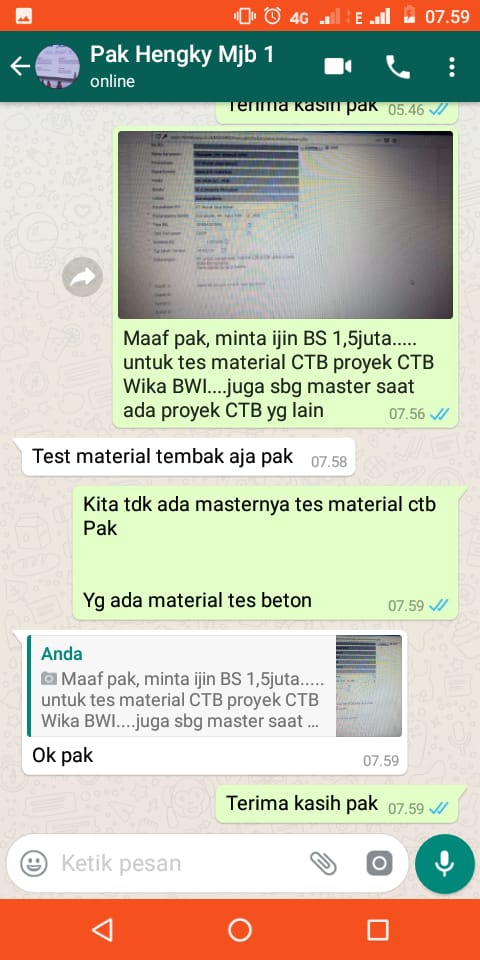 4G E 07.59
Pak Hengky Mjb 1
online
Terima kasih pak 05.46
Maaf pak, minta ijin BS 1,5juta.....
untuk tes material CTB proyek CTB
Wika BWI....juga sbg master saat
ada proyek CTB yg lain 07.56
Test material tembak aja pak 07.58
Kita tdk ada masternya tes material ctb
Pak
Yg ada material tes beton 07.59
Anda
Maaf pak, minta ijin BS 1,5juta.....
untuk tes material CTB proyek CTB
Wika BWI....juga sbg master saat ...
Ok pak 07.59
Terima kasih pak 07.59
Ketik pesan